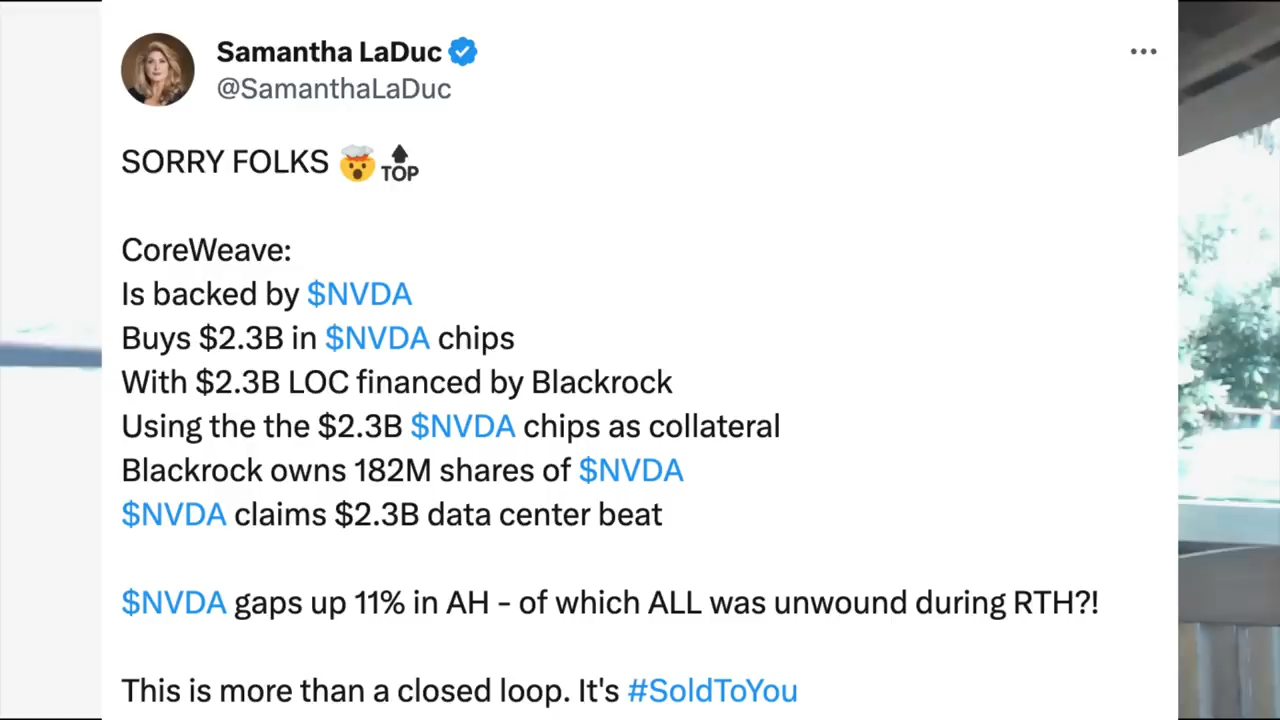 Samantha LaDuc
@SamanthaLaDuc
SORRY FOLKS 🤯🔝
CoreWeave:
Is backed by $NVDA
Buys $2.3B in $NVDA chips
With $2.3B LOC financed by Blackrock
Using the the $2.3B $NVDA chips as collateral
Blackrock owns 182M shares of $NVDA
$NVDA claims $2.3B data center beat
$NVDA gaps up 11% in AH - of which ALL was unwound during RTH?!
This is more than a closed loop. It's #SoldToYou